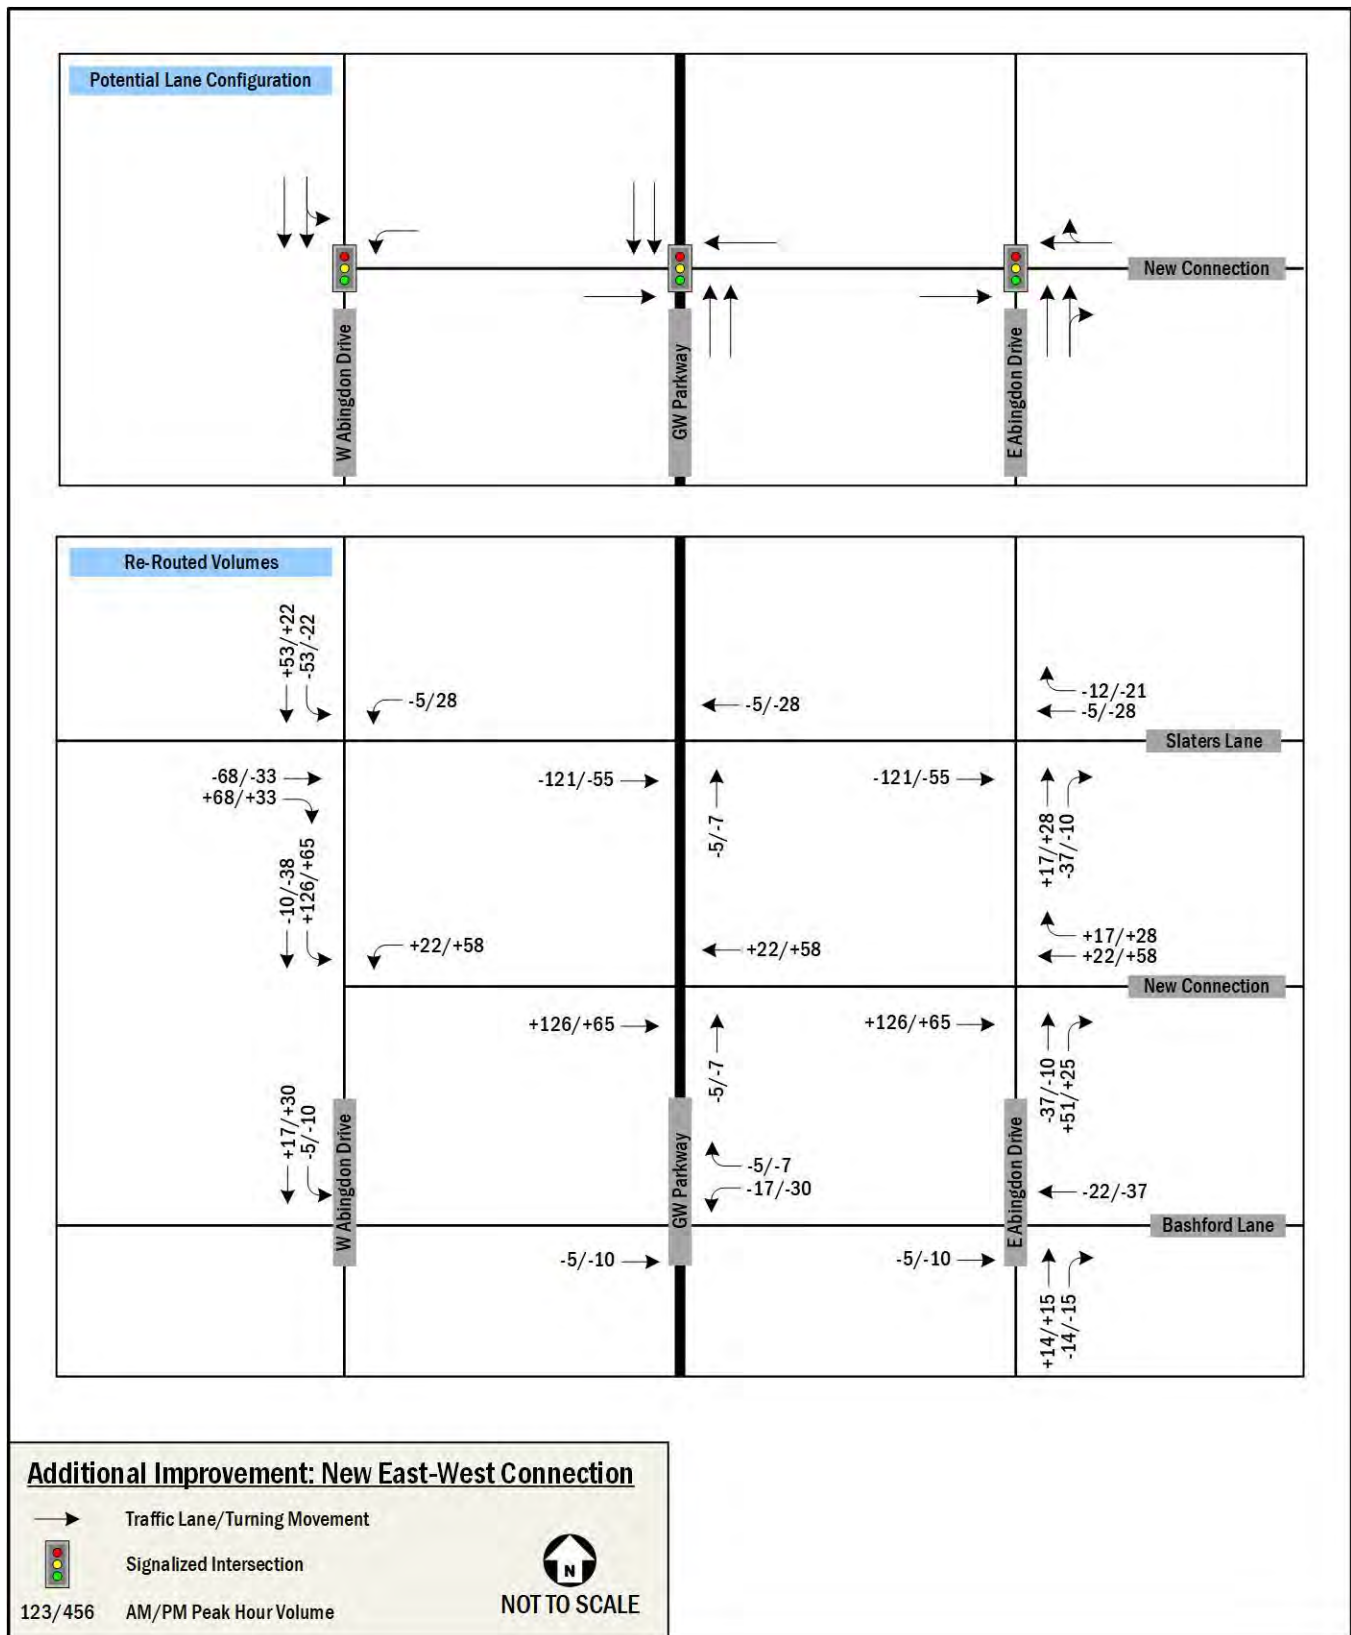 Potential Lane Configuration
New Connection
W Abingdon Drive
GW Parkway
E Abingdon Drive
Re-Routed Volumes
+53/+22
-53/-22
-5/28
-5/-28
-12/-21
-5/-28
Slaters Lane
-68/-33
+68/+33
-121/-55
-5/-7
-121/-55
+17/+28
-37/-10
-10/-38
+126/+65
+22/+58
+22/+58
+17/+28
+22/+58
New Connection
+126/+65
-5/-7
+126/+65
-37/-10
+51/+25
+17/+30
-5/-10
W Abingdon Drive
GW Parkway
-5/-7
-17/-30
E Abingdon Drive
-22/-37
Bashford Lane
-5/-10
-5/-10
+14/+15
-14/-15
Additional Improvement: New East-West Connection
Traffic Lane/Turning Movement
Signalized Intersection
N
NOT TO SCALE
123/456 AM/PM Peak Hour Volume